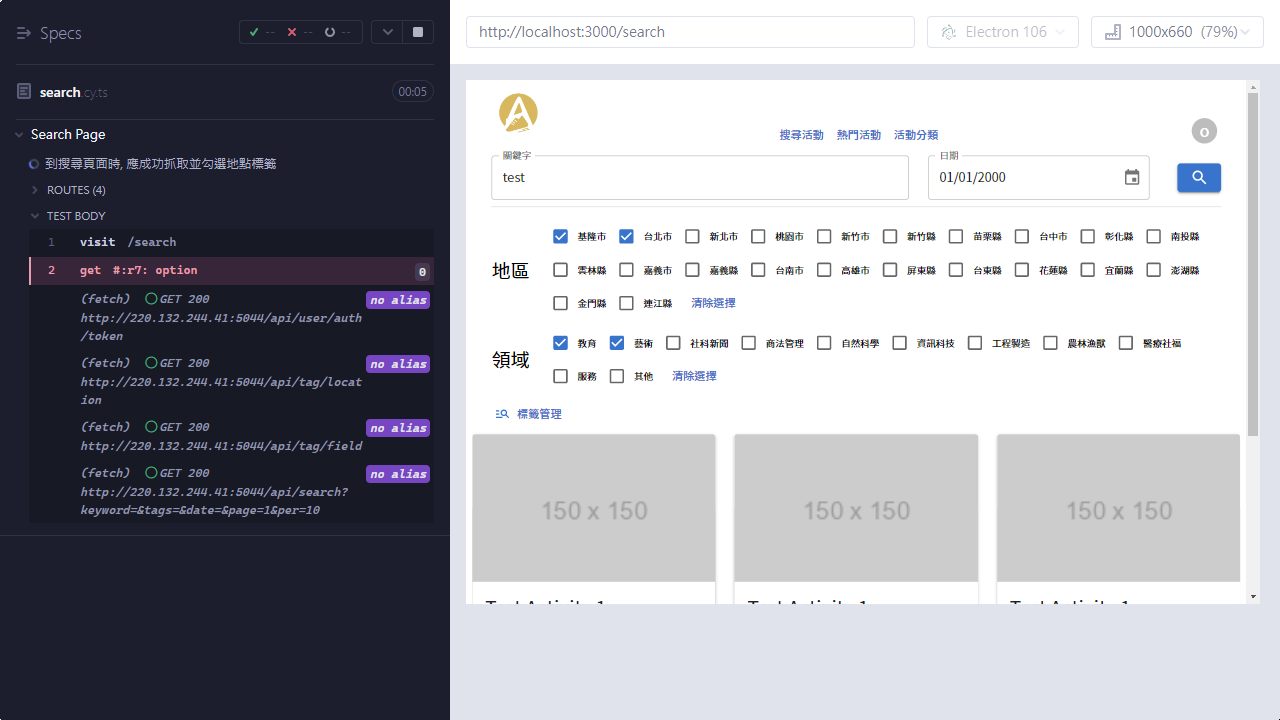 Specs
-- -- --
search.cy.ts
00:05
Search Page
到搜尋頁面時, 應成功抓取並勾選地點標籤
ROUTES (4)
TEST BODY
1 visit /search
2 get #:r7: option 0
(fetch) GET 200 no alias
http://220.132.244.41:5044/api/user/auth
/token
(fetch) GET 200 no alias
http://220.132.244.41:5044/api/tag/locat
ion
(fetch) GET 200 no alias
http://220.132.244.41:5044/api/tag/field
(fetch) GET 200 no alias
http://220.132.244.41:5044/api/search?
keyword=&tags=&date=&page=1&per=10
http://localhost:3000/search
Electron 106
1000x660 (79%)
搜尋活動 熱門活動 活動分類
O
關鍵字
test
日期
01/01/2000
地區
基隆市 台北市 新北市 桃園市 新竹市 新竹縣 苗栗縣 台中市 彰化縣 南投縣
雲林縣 嘉義市 嘉義縣 台南市 高雄市 屏東縣 台東縣 花蓮縣 宜蘭縣 澎湖縣
金門縣 連江縣 清除選擇
領域
教育 藝術 社科新聞 商法管理 自然科學 資訊科技 工程製造 農林漁獸 醫療社福
服務 其他 清除選擇
標籤管理
150 x 150 150 x 150 150 x 150
Test Activity 1 Test Activity 1 Test Activity 1